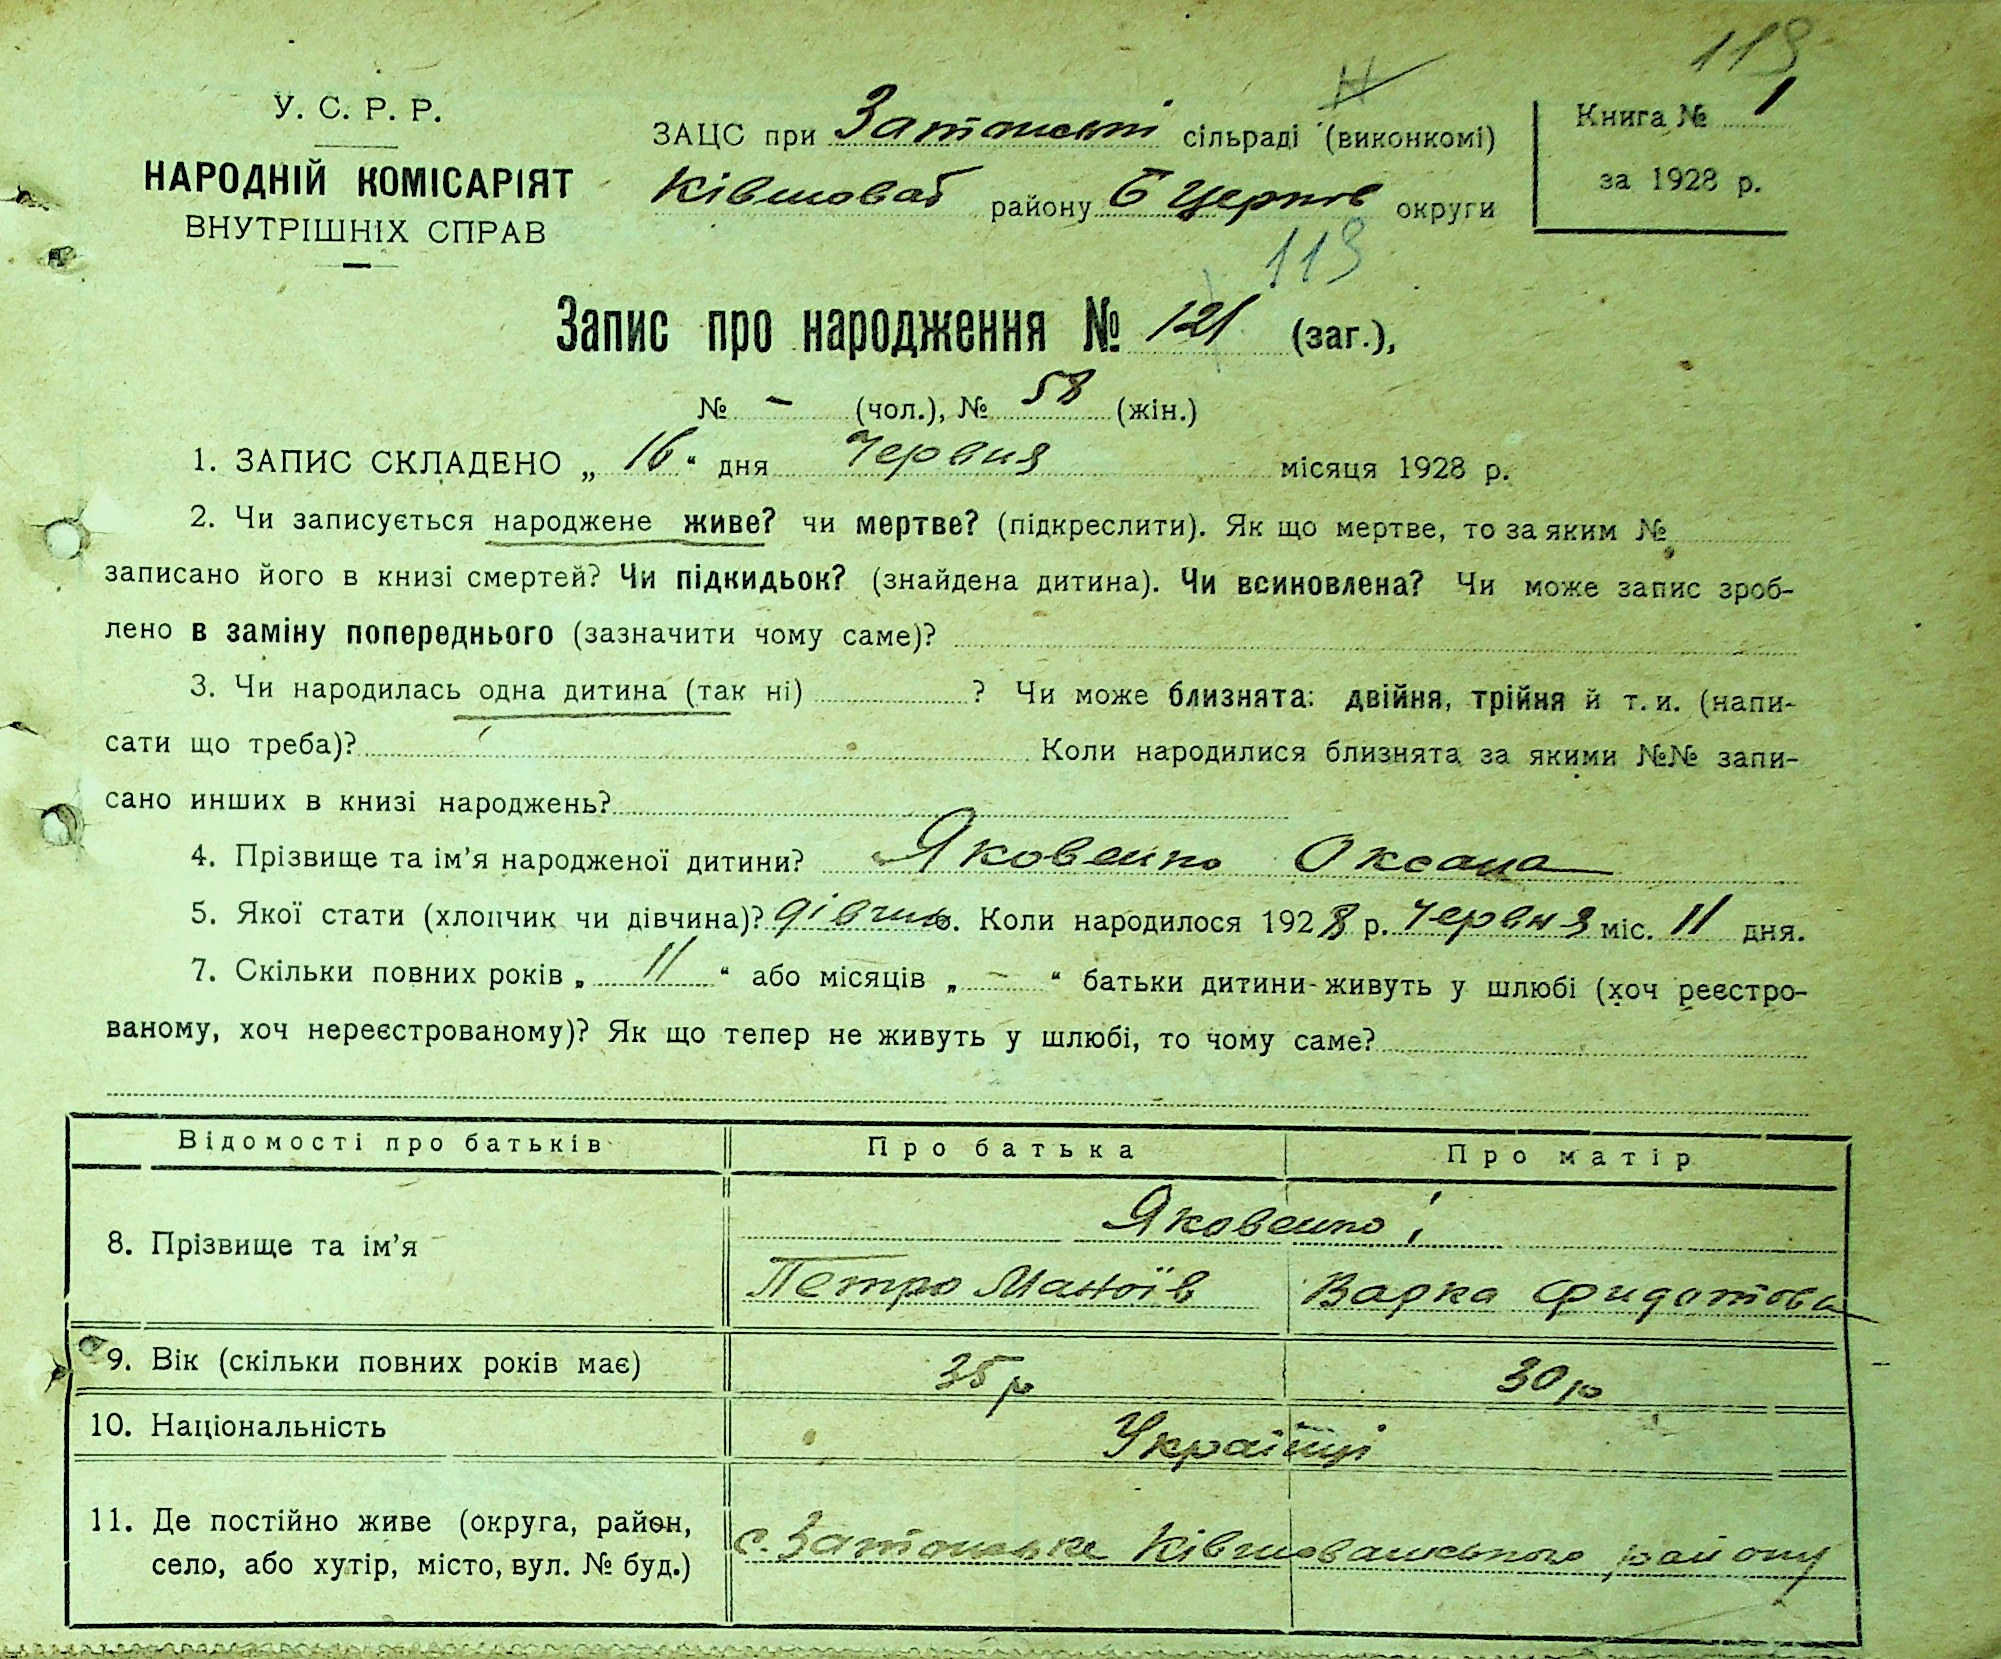 119
У. С. Р. Р.
НАРОДНІЙ КОМІСАРІЯТ
ВНУТРІШНІХ СПРАВ
ЗАЦС при сільраді (виконкомі)
Ківшоват району Б Церків округи
Книга № 1
за 1928 р.
119
Запис про народження № 121 (заг.),
№ - (чол.), № 58 (жін.)
1. ЗАПИС СКЛАДЕНО „ 16 “ дня Червня місяця 1928 р.
2. Чи записується народжене живе? чи мертве? (підкреслити). Як що мертве, то за яким №
записано його в книзі смертей? Чи підкидьок? (знайдена дитина). Чи всиновлена? Чи може запис зроб-
лено в заміну попереднього (зазначити чому саме)?
3. Чи народилась одна дитина (так ні) ? Чи може близнята: двійня, трійня й т. и. (напи-
сати що треба)? Коли народилися близнята за якими №№ запи-
сано инших в книзі народжень?
4. Прізвище та ім’я народженої дитини? Яковенко Оксана
5. Якої стати (хлопчик чи дівчина)? дівчин. Коли народилося 1928 р. Червня міс. 11 дня.
7. Скільки повних років „ 11 “ або місяців „ - “ батьки дитини живуть у шлюбі (хоч реєстро-
ваному, хоч нереєстрованому)? Як що тепер не живуть у шлюбі, то чому саме?
Відомості про батьків Про батька Про матір
8. Прізвище та ім’я Яковенко і
Петро Маноїв Варка Фидотова
9. Вік (скільки повних років має) 35 р 30 р
10. Національність Українці
11. Де постійно живе (округа, район,
село, або хутір, місто, вул. № буд.) с. Затонське Ківшоватського району